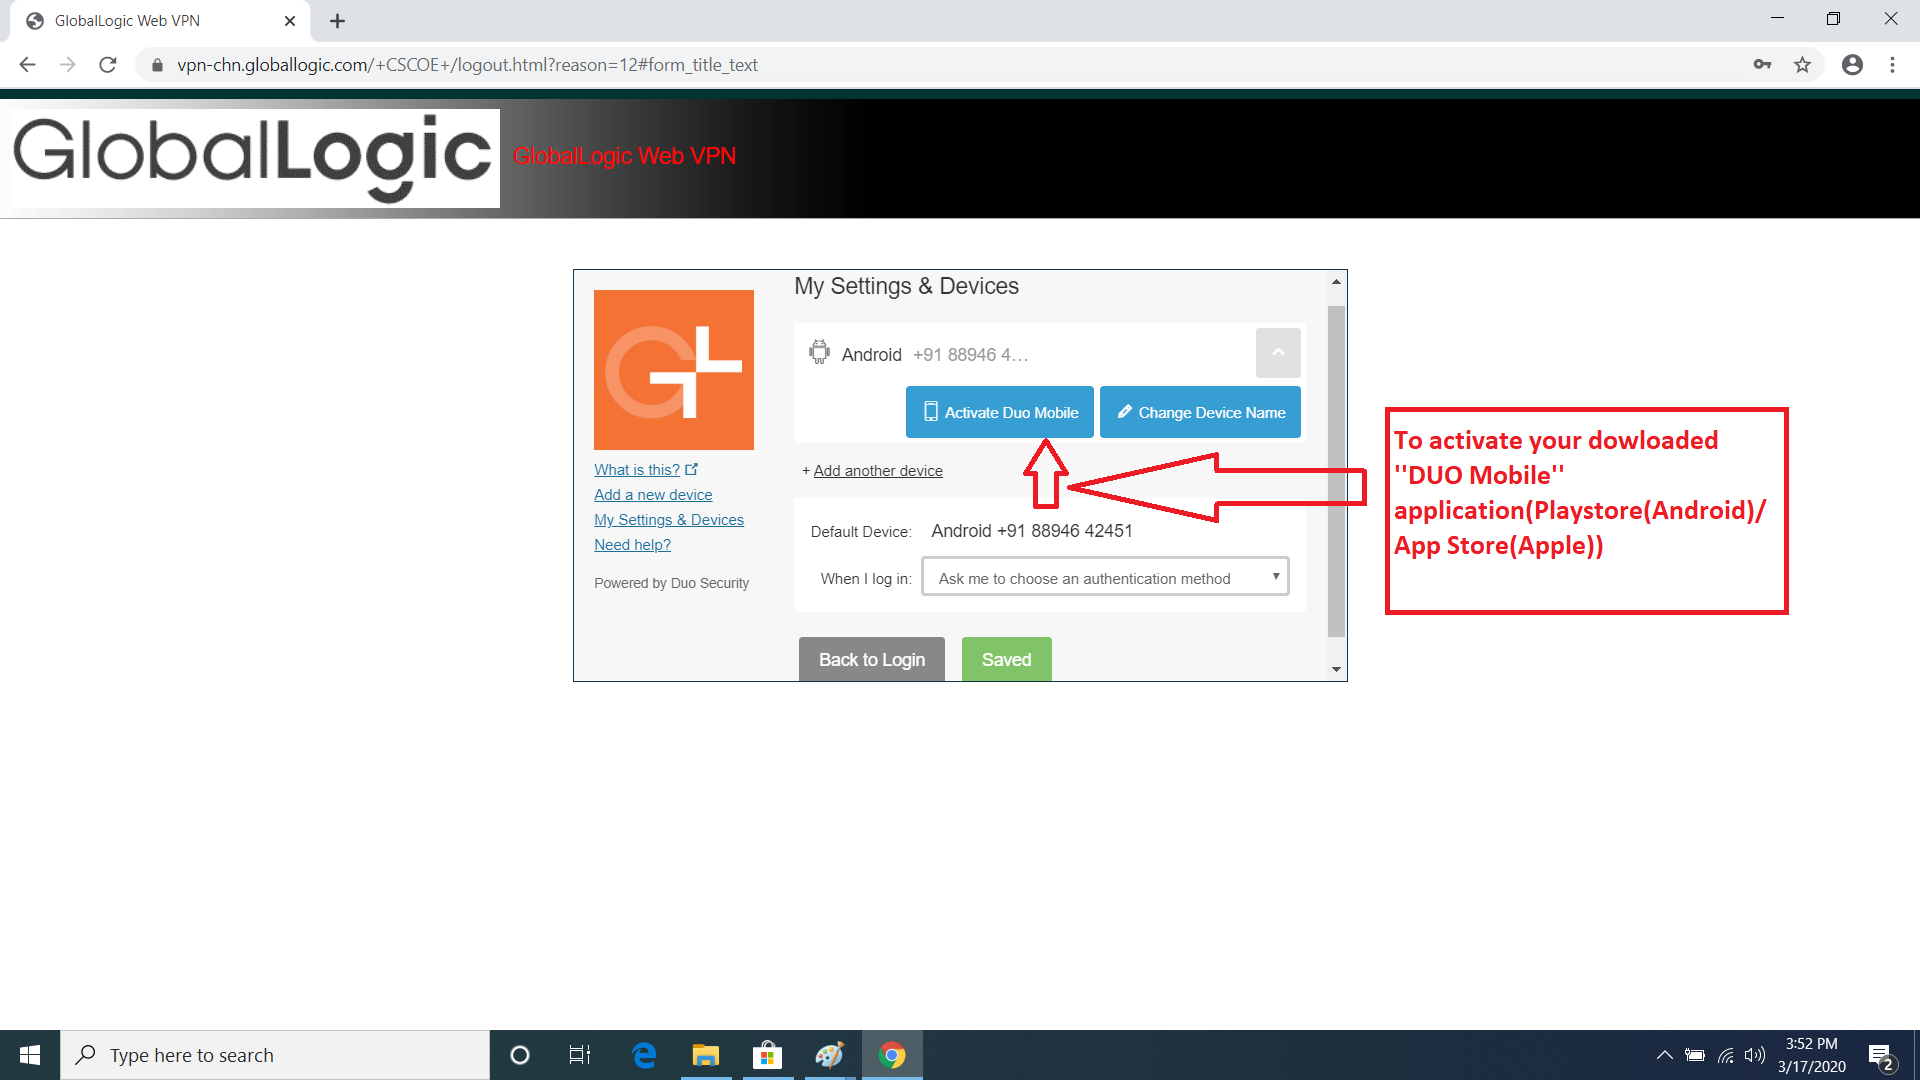 GlobalLogic Web VPN
vpn-chn.globallogic.com/+CSCOE+/logout.html?reason=12#form_title_text
GlobalLogic
GlobalLogic Web VPN
My Settings & Devices
Android +91 88946 4…
Activate Duo Mobile
Change Device Name
+ Add another device
What is this?
Add a new device
My Settings & Devices
Need help?
Powered by Duo Security
Default Device: Android +91 88946 42451
When I log in: Ask me to choose an authentication method
Back to Login
Saved
To activate your dowloaded
''DUO Mobile''
application(Playstore(Android)/
App Store(Apple))
Type here to search
3:52 PM
3/17/2020
2